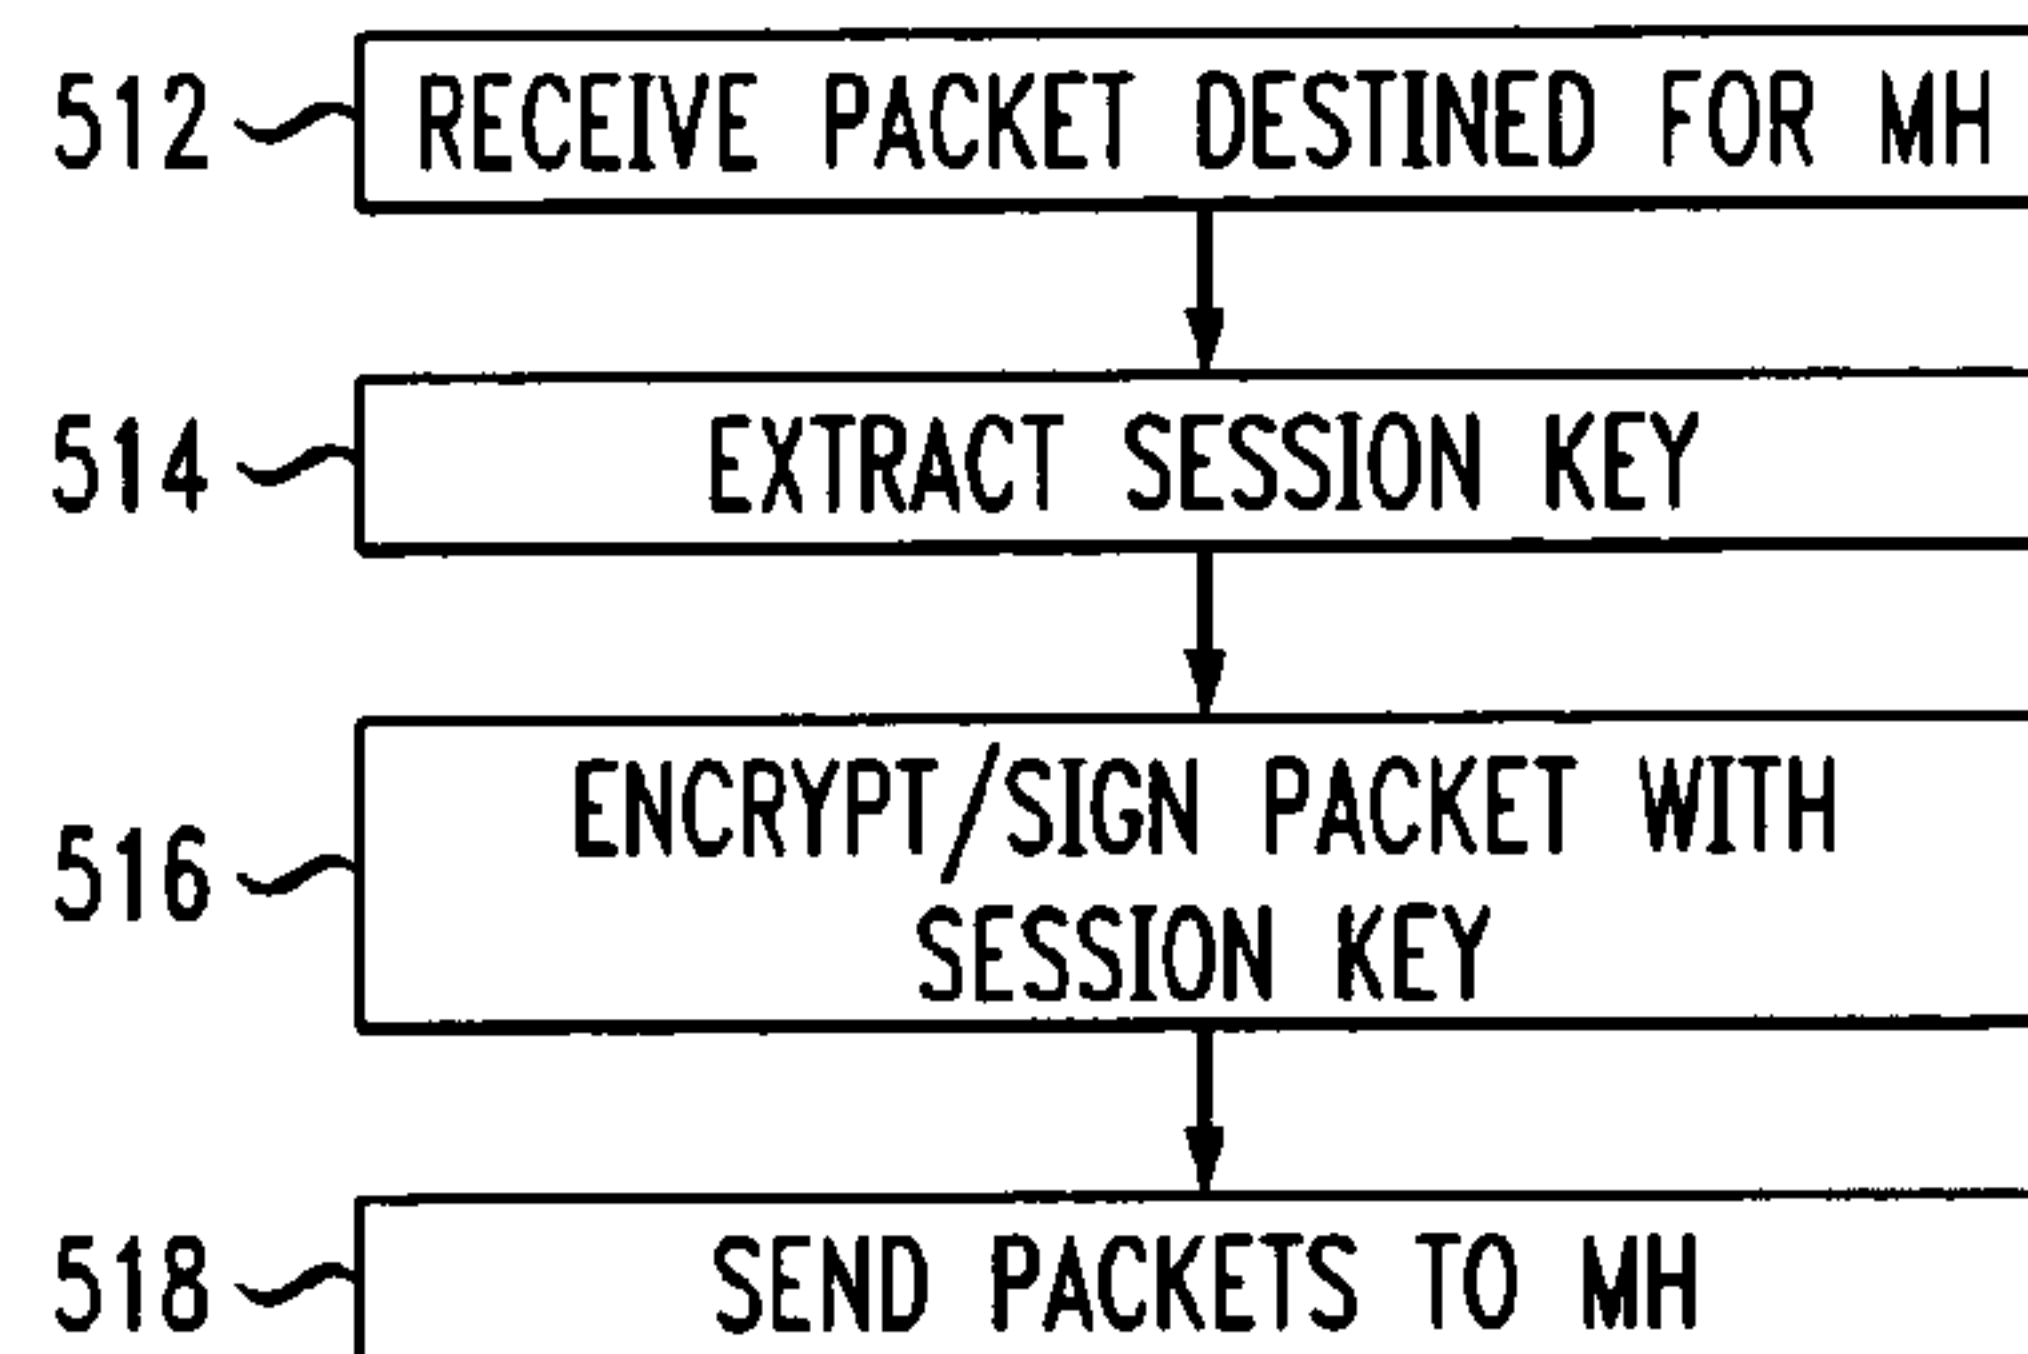 512 RECEIVE PACKET DESTINED FOR MH
514 EXTRACT SESSION KEY
516 ENCRYPT/SIGN PACKET WITH
SESSION KEY
518 SEND PACKETS TO MH